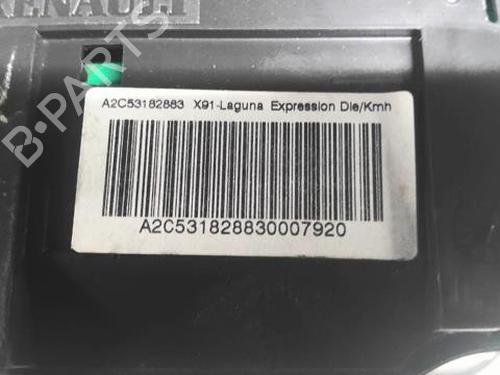 RENAULT
A2C53182883 X91-Laguna Expression Die/Kmh
A2C531828830007920
B-PARTS